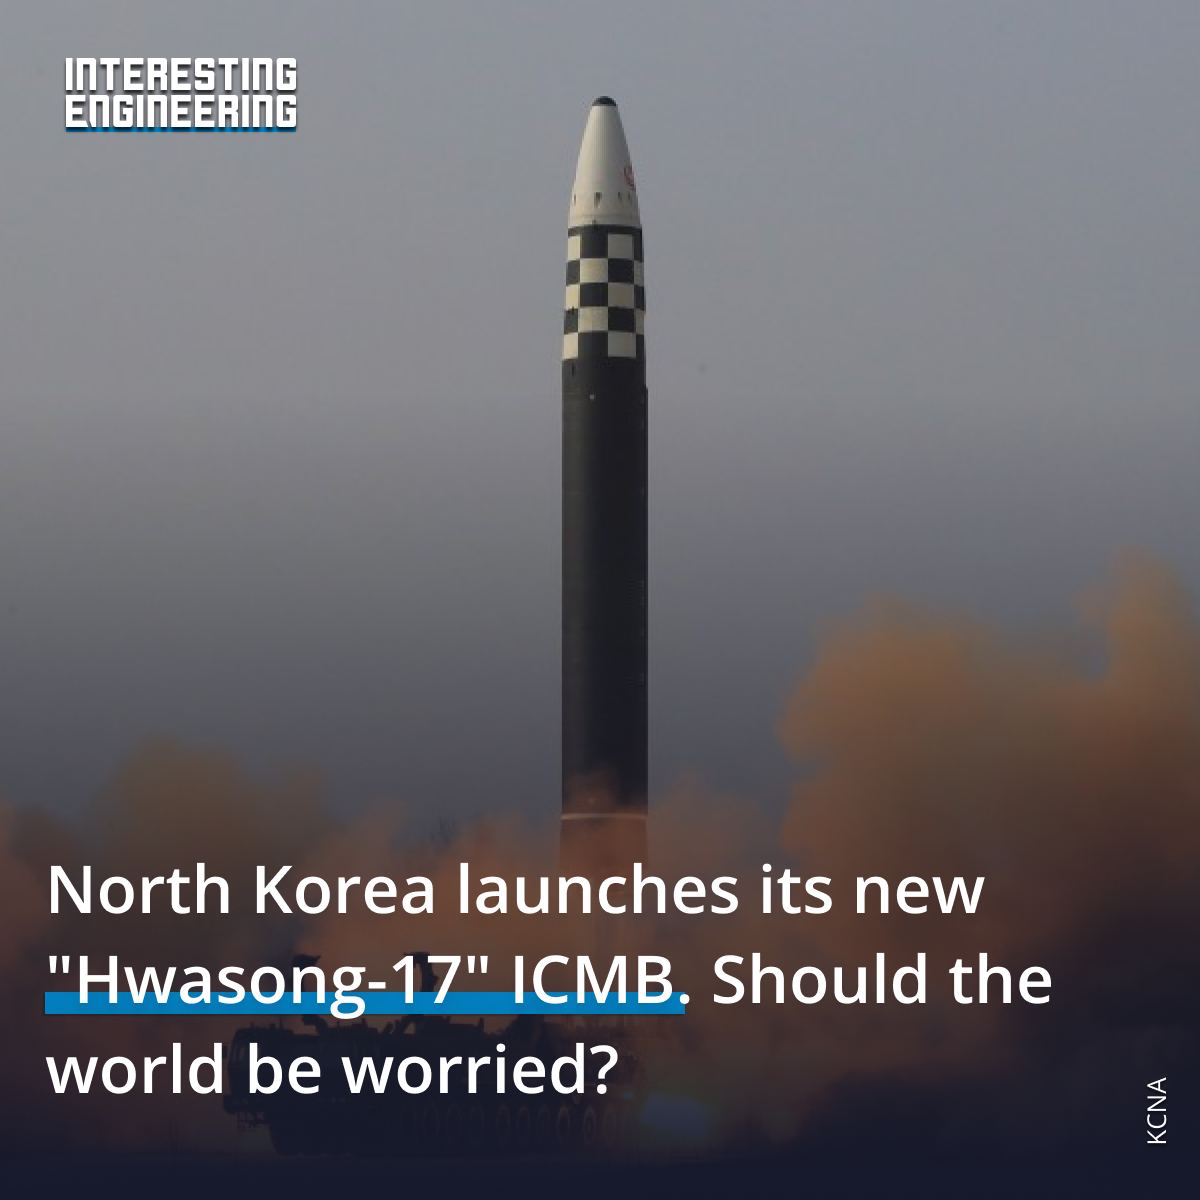 INTERESTING
ENGINEERING
North Korea launches its new
"Hwasong-17" ICMB. Should the
world be worried?
KCNA